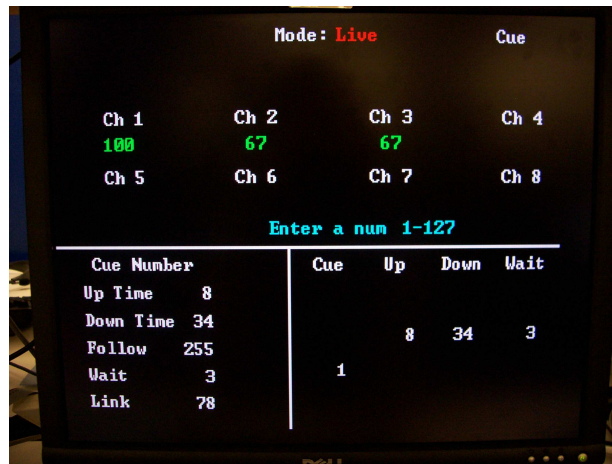 Mode: Live Cue
Ch 1 Ch 2 Ch 3 Ch 4
100 67 67
Ch 5 Ch 6 Ch 7 Ch 8
Enter a num 1-127
Cue Number
Up Time 8
Down Time 34
Follow 255
Wait 3
Link 78
Cue Up Down Wait
8 34 3
1
DELL